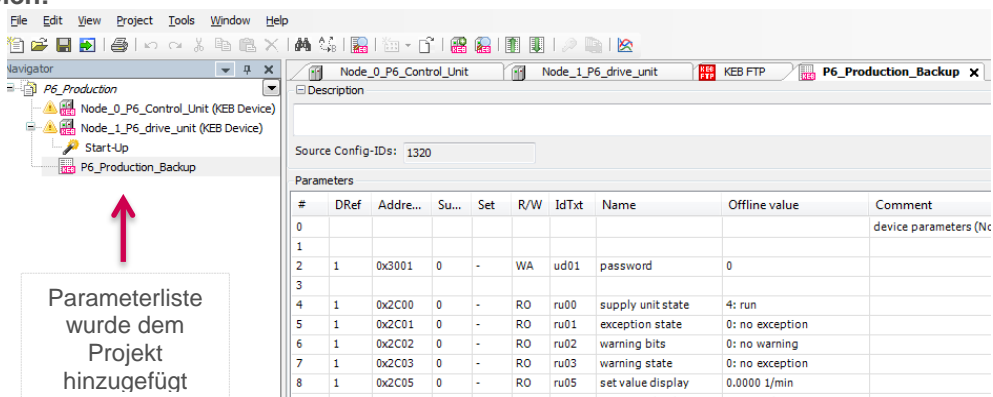 File Edit View Project Tools Window Help
Navigator
P6_Production
Node_0_P6_Control_Unit (KEB Device)
Node_1_P6_drive_unit (KEB Device)
Start-Up
P6_Production_Backup
Parameterliste
wurde dem
Projekt
hinzugefügt
Node_0_P6_Control_Unit Node_1_P6_drive_unit KEB FTP KEB FTP P6_Production_Backup
Description
Source Config-IDs: 1320
Parameters
# DRef Addre... Su... Set R/W IdTxt Name Offline value Comment
0 device parameters (No
1
2 1 0x3001 0 - WA ud01 password 0
3
4 1 0x2C00 0 - RO ru00 supply unit state 4: run
5 1 0x2C01 0 - RO ru01 exception state 0: no exception
6 1 0x2C02 0 - RO ru02 warning bits 0: no warning
7 1 0x2C03 0 - RO ru03 warning state 0: no exception
8 1 0x2C05 0 - RO ru05 set value display 0.0000 1/min